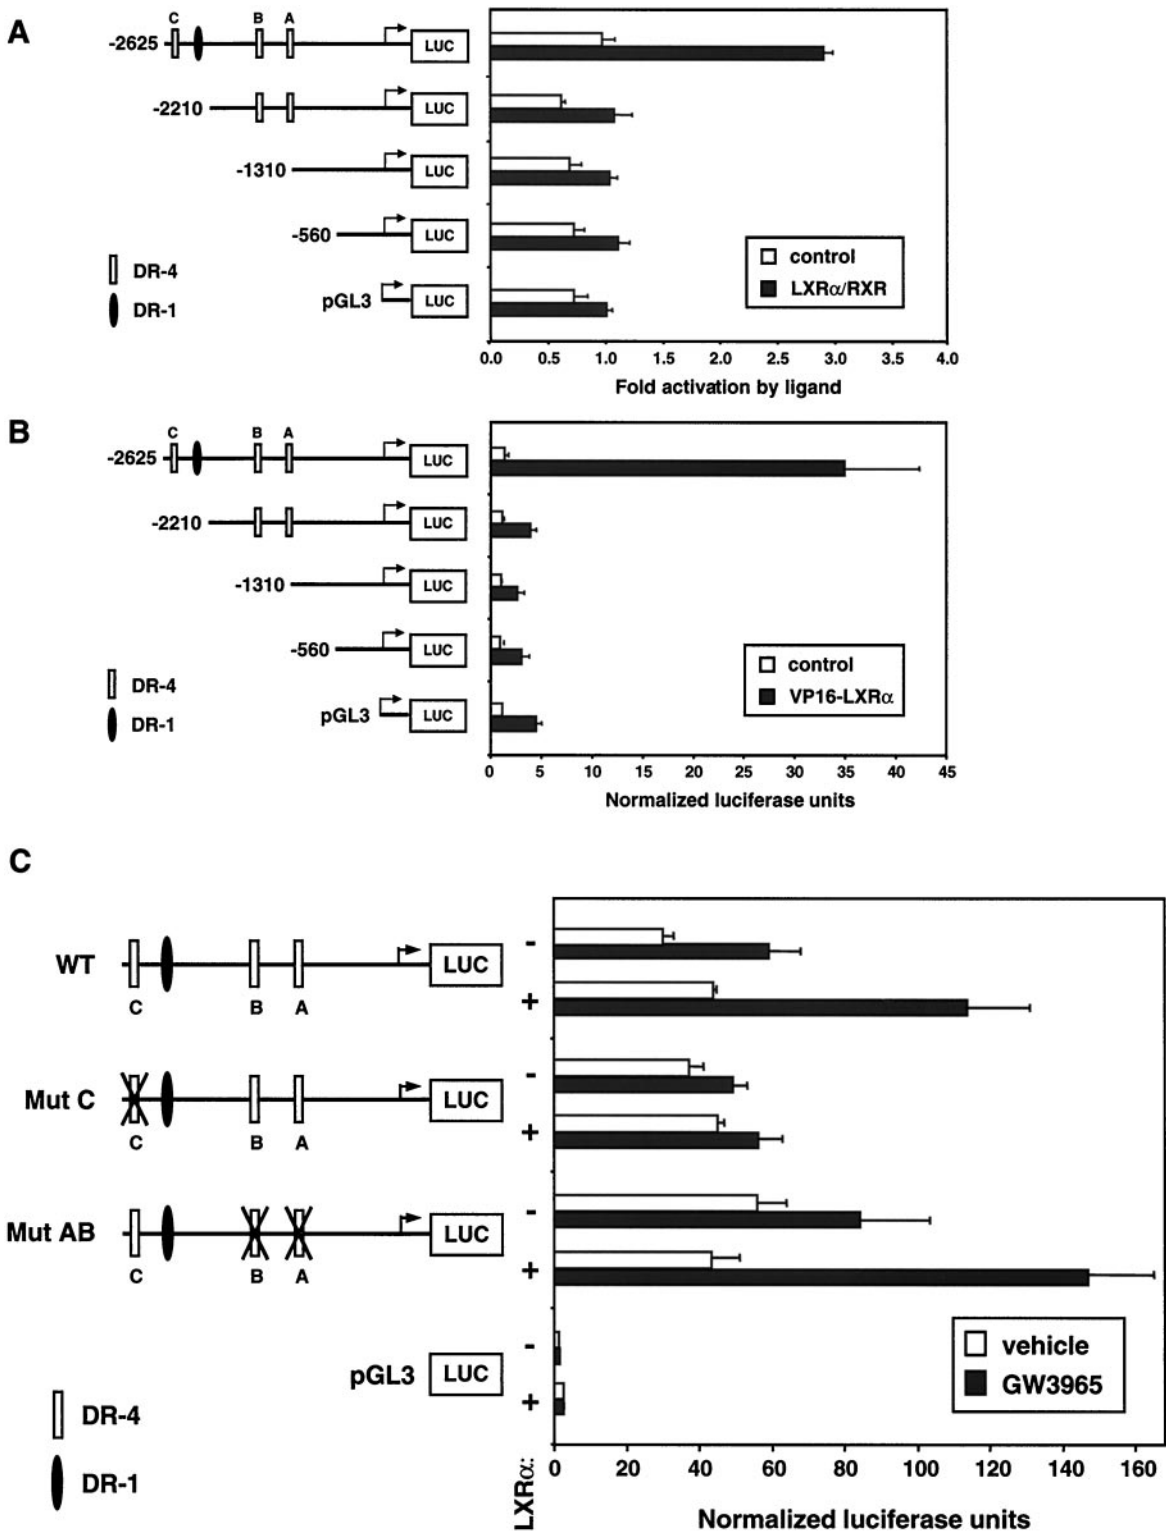 A
C B A
-2625 LUC
-2210 LUC
-1310 LUC
-560 LUC
pGL3 LUC
DR-4
DR-1
control
LXRα/RXR
0.0 0.5 1.0 1.5 2.0 2.5 3.0 3.5 4.0
Fold activation by ligand
B
C B A
-2625 LUC
-2210 LUC
-1310 LUC
-560 LUC
pGL3 LUC
DR-4
DR-1
control
VP16-LXRα
0 5 10 15 20 25 30 35 40 45
Normalized luciferase units
C
WT LUC -
C B A
+
Mut C LUC -
C B A
+
Mut AB LUC -
C B A
+
pGL3 LUC -
+
vehicle
GW3965
DR-4
DR-1
LXRα:
0 20 40 60 80 100 120 140 160
Normalized luciferase units